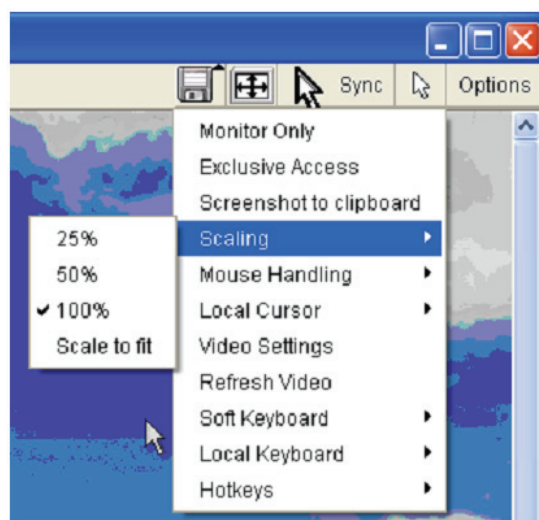 Sync
Options
Monitor Only
Exclusive Access
Screenshot to clipboard
Scaling
Mouse Handling
Local Cursor
Video Settings
Refresh Video
Soft Keyboard
Local Keyboard
Hotkeys
25%
50%
100%
Scale to fit